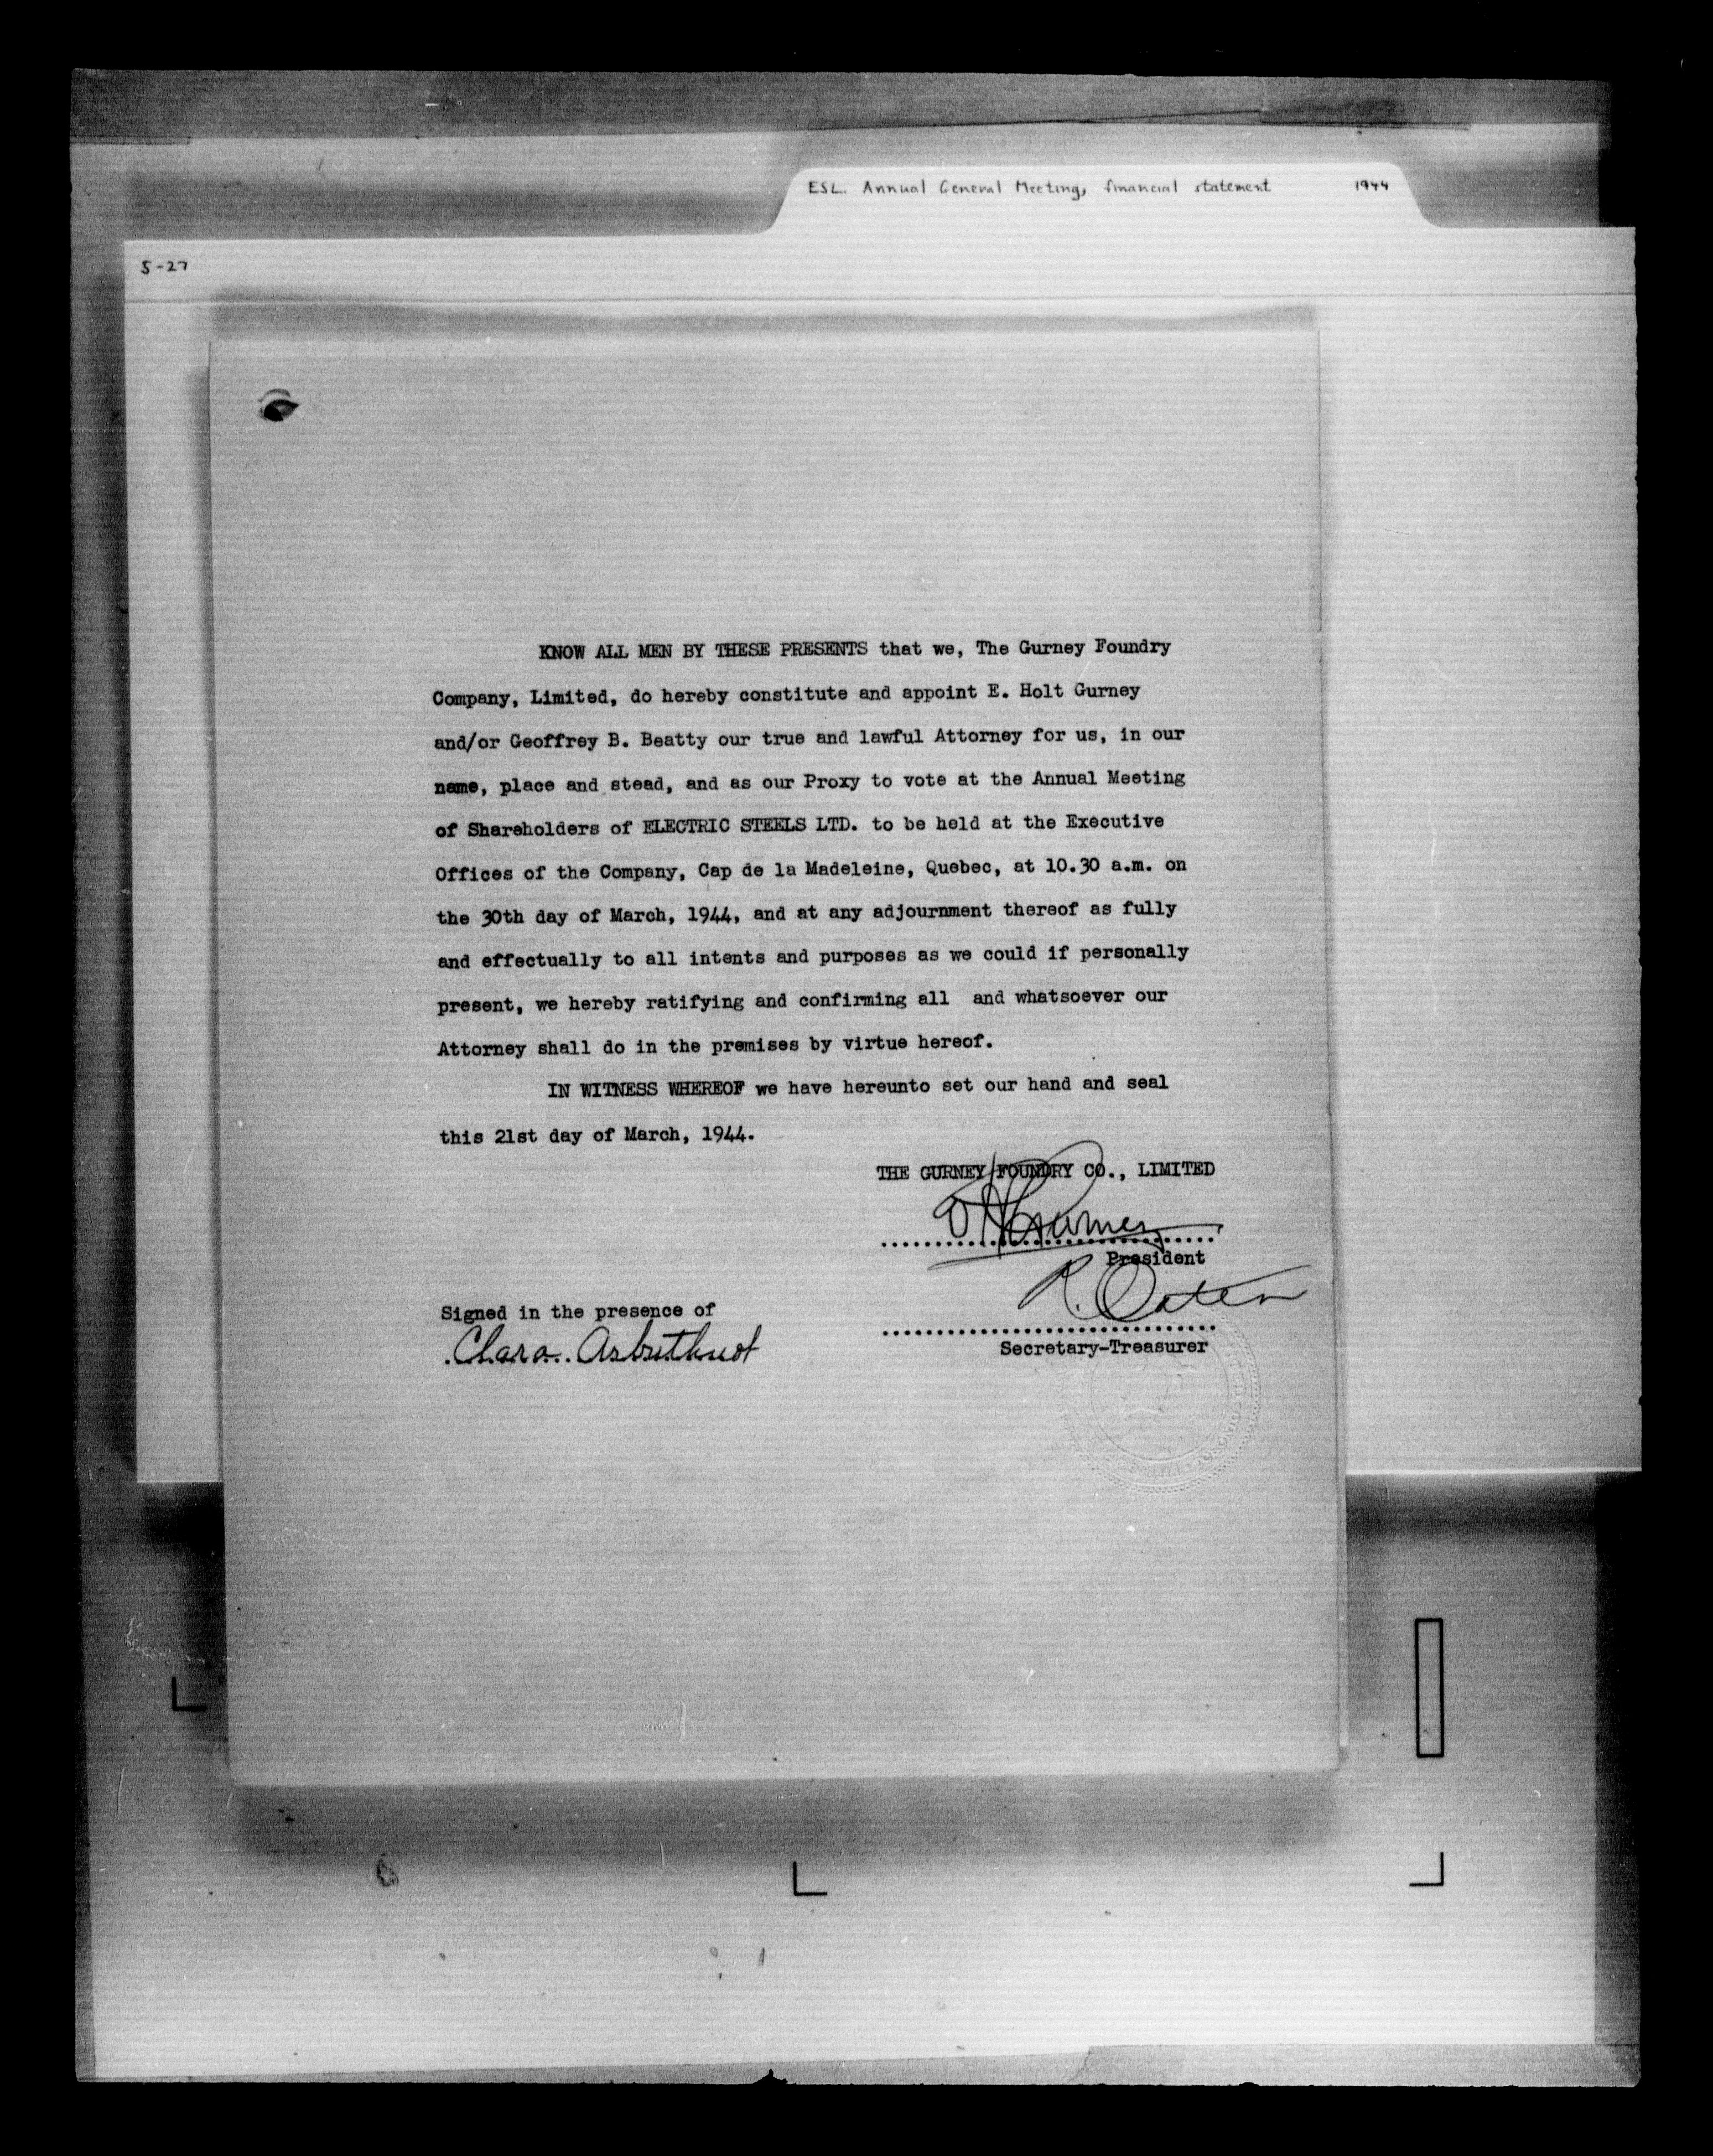 ESL. Annual General Meeting, financial statement 1944
5-27
KNOW ALL MEN BY THESE PRESENTS that we, The Gurney Foundry
Company, Limited, do hereby constitute and appoint E. Holt Gurney
and/or Geoffrey B. Beatty our true and lawful Attorney for us, in our
name, place and stead, and as our Proxy to vote at the Annual Meeting
of Shareholders of ELECTRIC STEELS LTD. to be held at the Executive
Offices of the Company, Cap de la Madeleine, Quebec, at 10.30 a.m. on
the 30th day of March, 1944, and at any adjournment thereof as fully
and effectually to all intents and purposes as we could if personally
present, we hereby ratifying and confirming all and whatsoever our
Attorney shall do in the premises by virtue hereof.
IN WITNESS WHEREOF we have hereunto set our hand and seal
this 21st day of March, 1944.
THE GURNEY FOUNDRY CO., LIMITED
Gurney
President
R. Oaten
Signed in the presence of
Clara Arbuthnot
Secretary-Treasurer